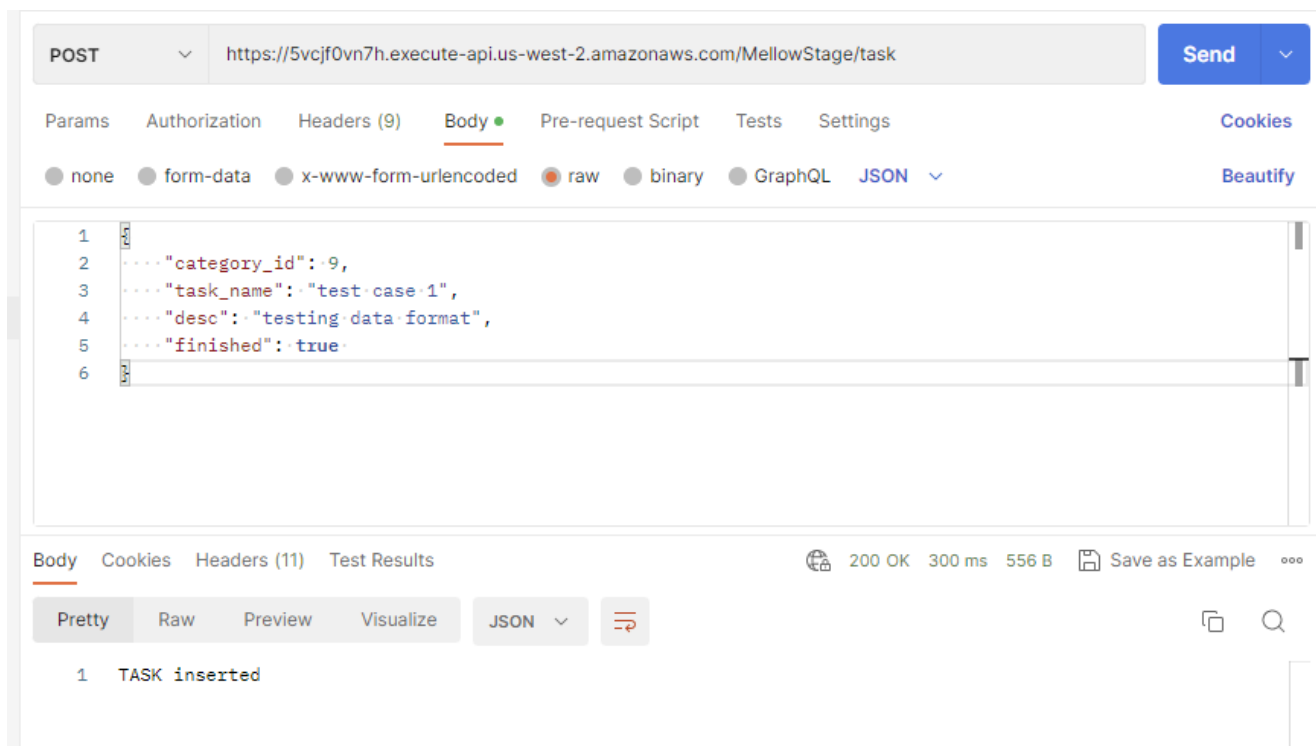 POST https://5vcjf0vn7h.execute-api.us-west-2.amazonaws.com/MellowStage/task Send
Params Authorization Headers (9) Body Pre-request Script Tests Settings Cookies
none form-data x-www-form-urlencoded raw binary GraphQL JSON Beautify
1 {
2 "category_id": 9,
3 "task_name": "test case 1",
4 "desc": "testing data format",
5 "finished": true
6 }
Body Cookies Headers (11) Test Results 200 OK 300 ms 556 B Save as Example
Pretty Raw Preview Visualize JSON
1 TASK inserted